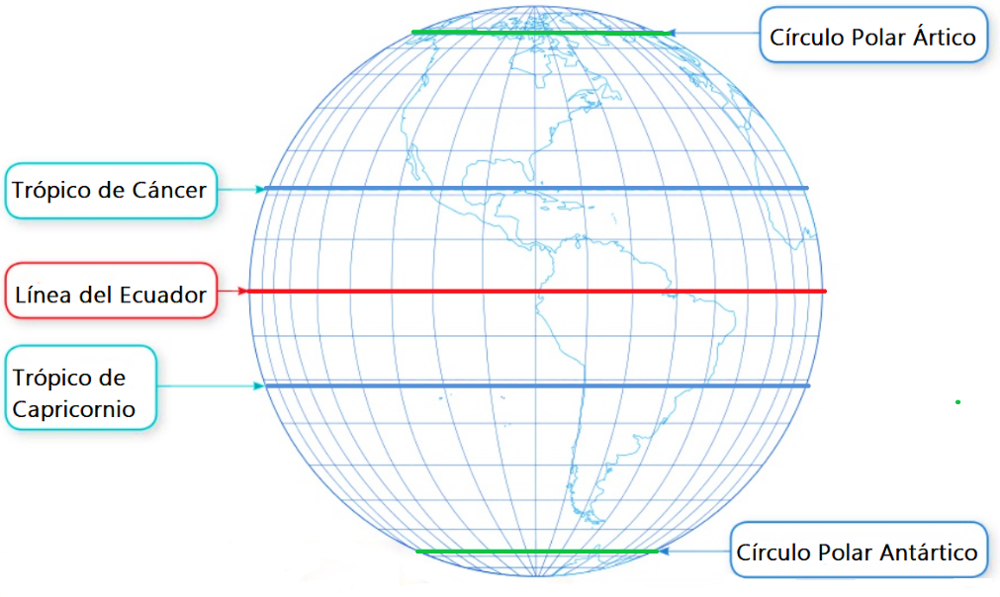 Círculo Polar Ártico
Trópico de Cáncer
Línea del Ecuador
Trópico de
Capricornio
Círculo Polar Antártico